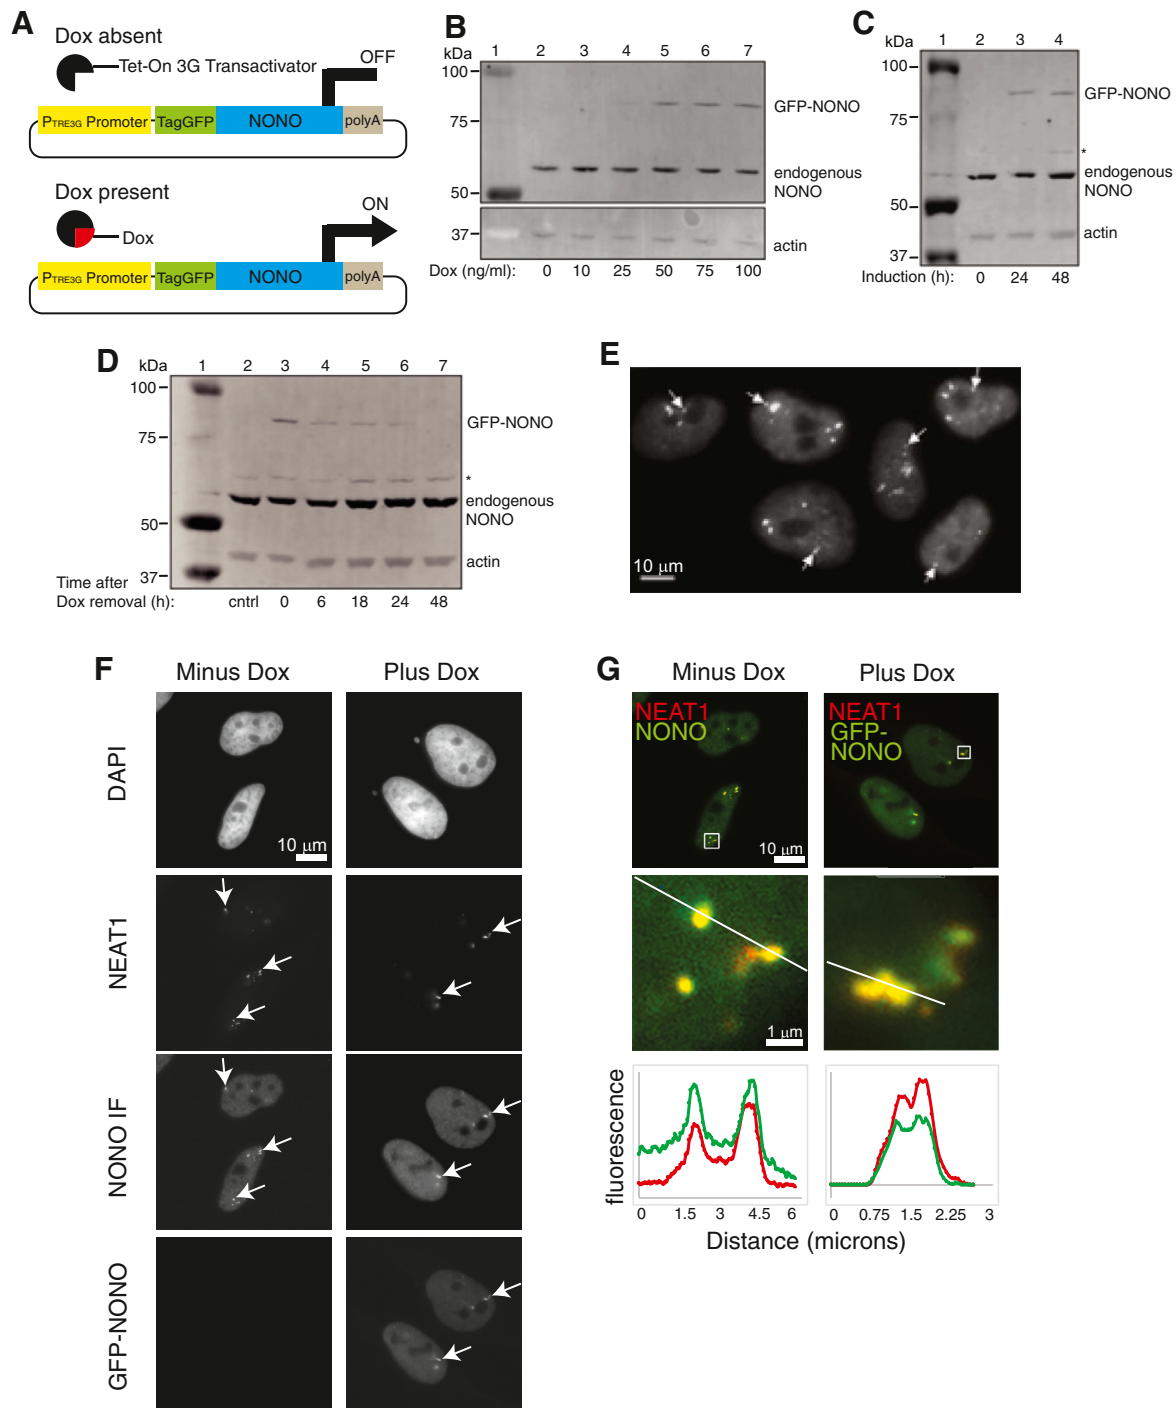 A
Dox absent
OFF
Tet-On 3G Transactivator
PTRE3G Promoter TagGFP NONO polyA
Dox present
ON
Dox
PTRE3G Promoter TagGFP NONO polyA
B
kDa 1 2 3 4 5 6 7
100
GFP-NONO
75
endogenous
NONO
50
37
actin
Dox (ng/ml): 0 10 25 50 75 100
C
kDa 1 2 3 4
100
GFP-NONO
75
*
endogenous
NONO
50
actin
37
Induction (h): 0 24 48
D
kDa 1 2 3 4 5 6 7
100
GFP-NONO
75
*
endogenous
NONO
50
actin
37
Time after
Dox removal (h): cntrl 0 6 18 24 48
E
10 μm
F
Minus Dox Plus Dox
DAPI
10 μm
NEAT1
NONO IF
GFP-NONO
G
Minus Dox Plus Dox
NEAT1
NONO
10 μm
NEAT1
GFP-
NONO
1 μm
fluorescence
0 1.5 3 4.5 6
0 0.75 1.5 2.25 3
Distance (microns)